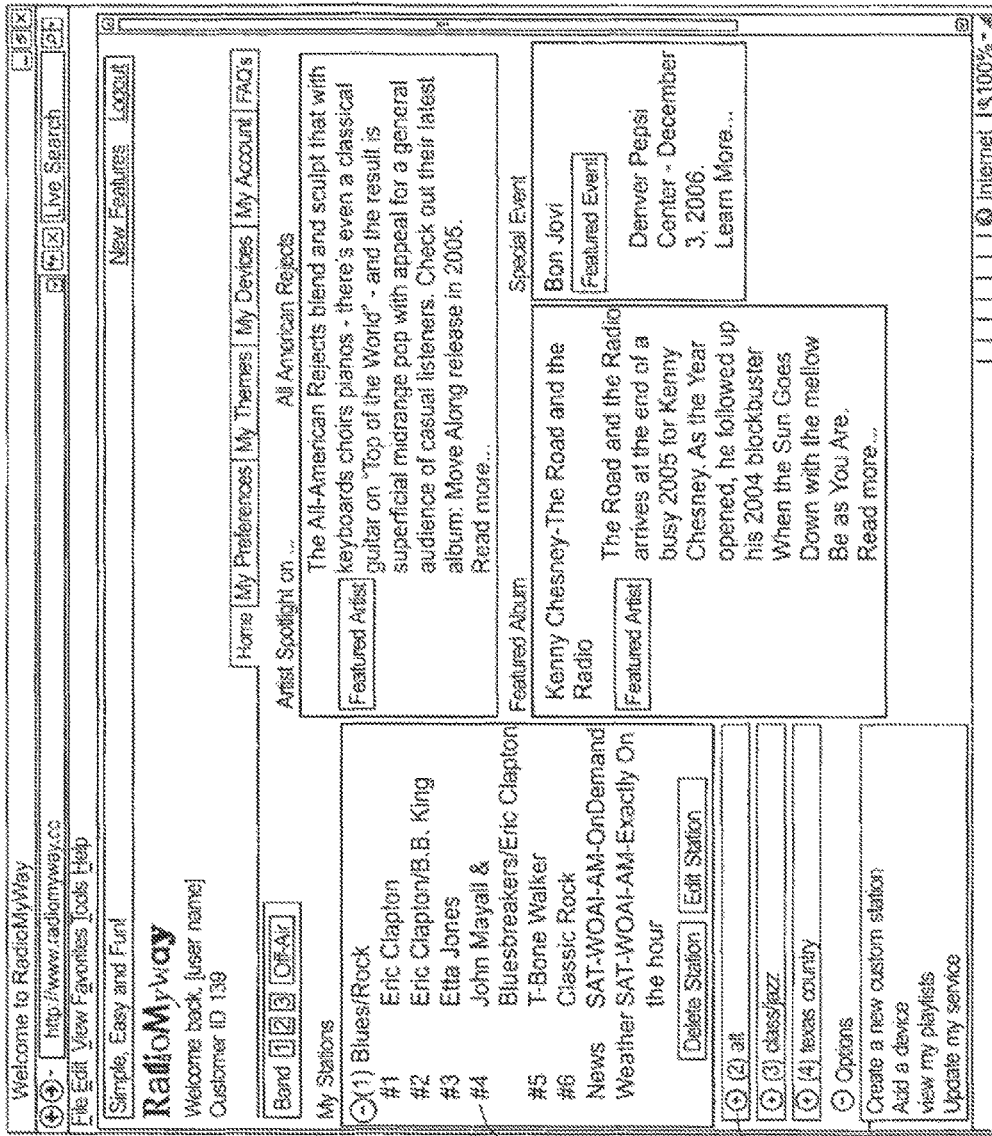 Welcome to RadioMyWay
http://www.radiomyway.cc
Live Search
File Edit View Favorites Tools Help
Simple, Easy and Fun!
New Features Logout
RadioMyway
Welcome back, [user name]
Customer ID 139
Home My Preferences My Themes My Devices My Account FAQ's
Band 1 2 3 Off-Air
My Stations
(1) Blues/Rock
#1 Eric Clapton
#2 Eric Clapton/B.B. King
#3 Etta Jones
#4 John Mayall &
Bluesbreakers/Eric Clapton
#5 T-Bone Walker
#6 Classic Rock
News SAT-WOAI-AM-OnDemand
Weather SAT-WOAI-AM-Exactly On
the hour
Delete Station Edit Station
(2) alt
(3) clas/jazz
(4) texas country
Options
Create a new custom station
Add a device
view my playlists
Update my service
Artist Spotlight on ... All American Rejects
Featured Artist
The All-American Rejects blend and sculpt that with
keyboards choirs pianos - there's even a classical
guitar on "Top of the World" - and the result is
superficial midrange pop with appeal for a general
audience of casual listeners. Check out their latest
album: Move Along release in 2005.
Read more...
Featured Album
Kenny Chesney-The Road and the
Radio
Featured Artist
The Road and the Radio
arrives at the end of a
busy 2005 for Kenny
Chesney. As the Year
opened, he followed up
his 2004 blockbuster
When the Sun Goes
Down with the mellow
Be as You Are.
Read more...
Special Event
Bon Jovi
Featured Event
Denver Pepsi
Center - December
3, 2006.
Learn More...
Internet 100%